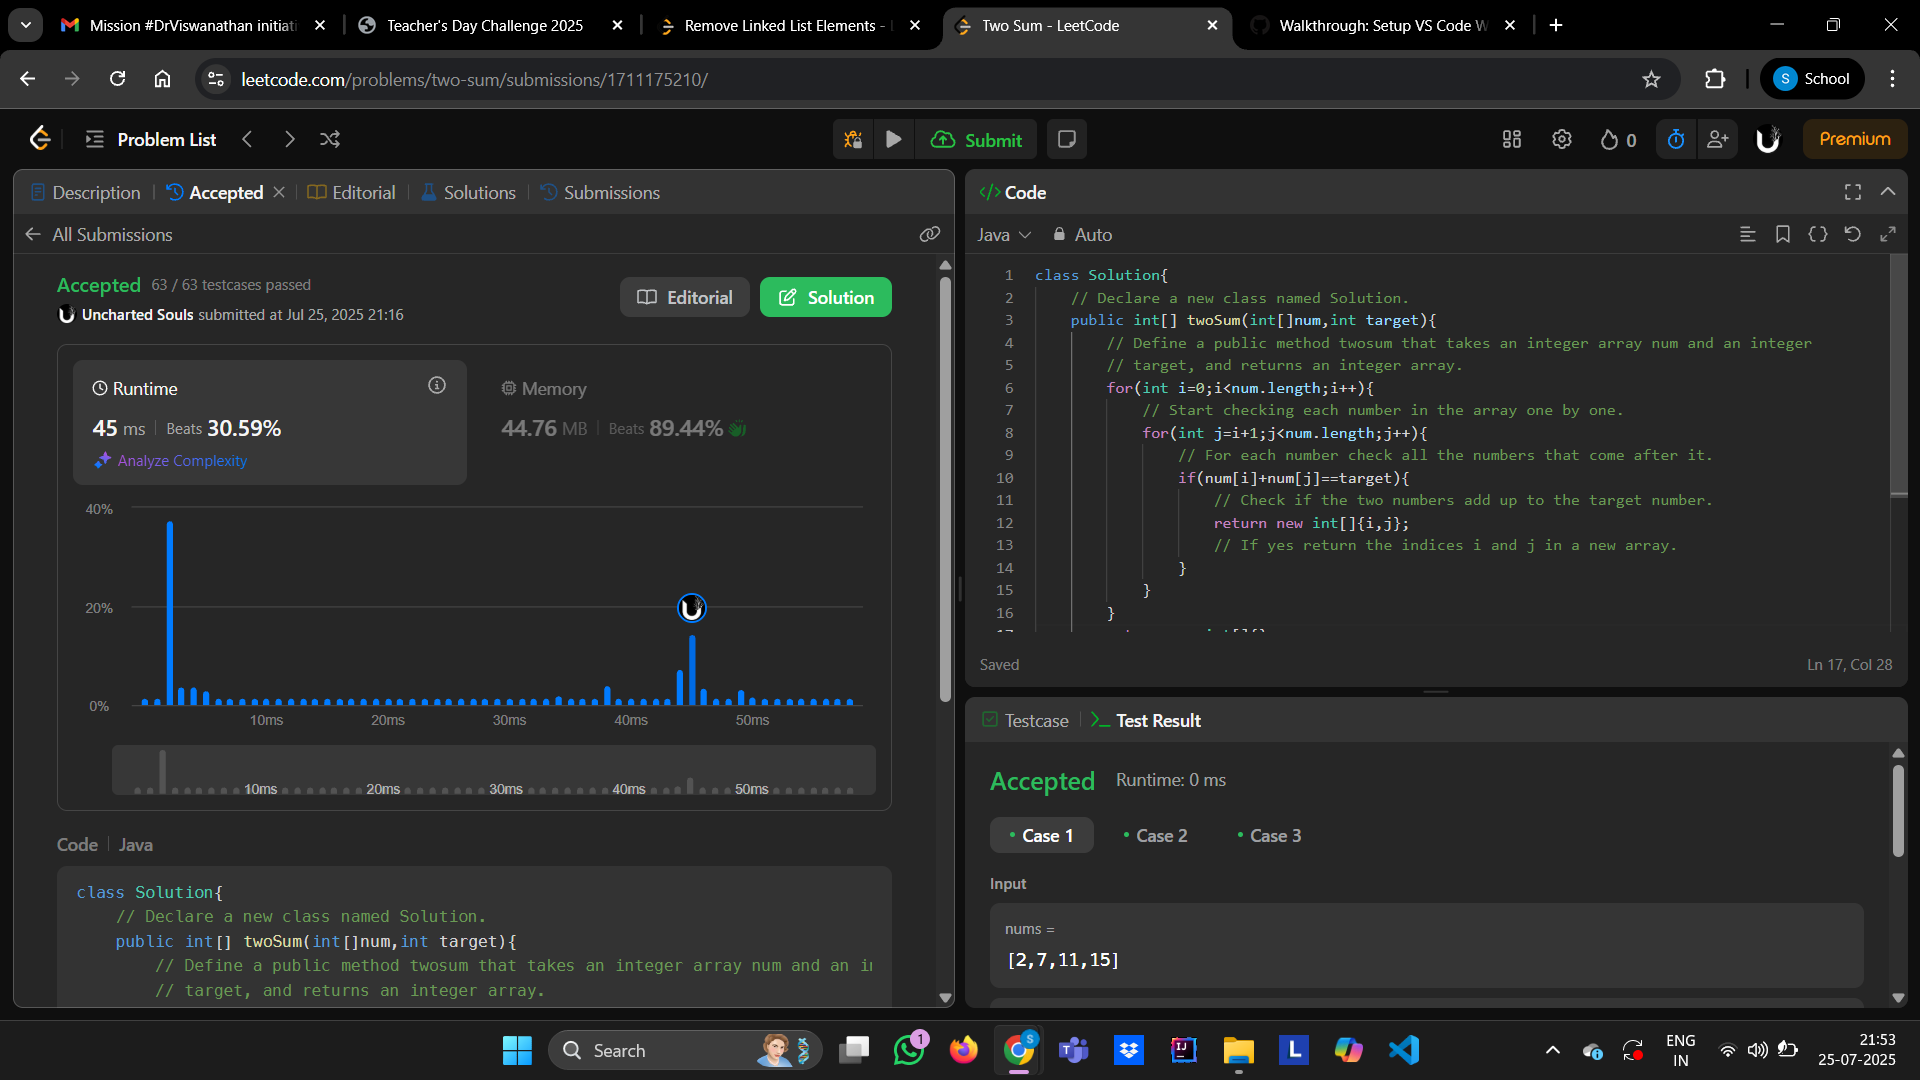 Mission #DrViswanathan initiati
Teacher's Day Challenge 2025
Remove Linked List Elements -
Two Sum - LeetCode
Walkthrough: Setup VS Code W
leetcode.com/problems/two-sum/submissions/1711175210/
S
School
Problem List
Submit
0
Premium
Description
Accepted
Editorial
Solutions
Submissions
All Submissions
Accepted 63 / 63 testcases passed
Uncharted Souls submitted at Jul 25, 2025 21:16
Editorial
Solution
Runtime
45 ms
Beats 30.59%
Analyze Complexity
Memory
44.76 MB
Beats 89.44%
40%
20%
0%
10ms
20ms
30ms
40ms
50ms
10ms
20ms
30ms
40ms
50ms
Code
Java
class Solution{
// Declare a new class named Solution.
public int[] twoSum(int[]num,int target){
// Define a public method twosum that takes an integer array num and an
// target, and returns an integer array.
</> Code
Java
Auto
1 class Solution{
2 // Declare a new class named Solution.
3 public int[] twoSum(int[]num,int target){
4 // Define a public method twosum that takes an integer array num and an integer
5 // target, and returns an integer array.
6 for(int i=0;i<num.length;i++){
7 // Start checking each number in the array one by one.
8 for(int j=i+1;j<num.length;j++){
9 // For each number check all the numbers that come after it.
10 if(num[i]+num[j]==target){
11 // Check if the two numbers add up to the target number.
12 return new int[]{i,j};
13 // If yes return the indices i and j in a new array.
14 }
15 }
16 }
Saved
Ln 17, Col 28
Testcase
Test Result
Accepted
Runtime: 0 ms
Case 1
Case 2
Case 3
Input
nums =
[2,7,11,15]
Search
1
S
L
ENG
IN
21:53
25-07-2025